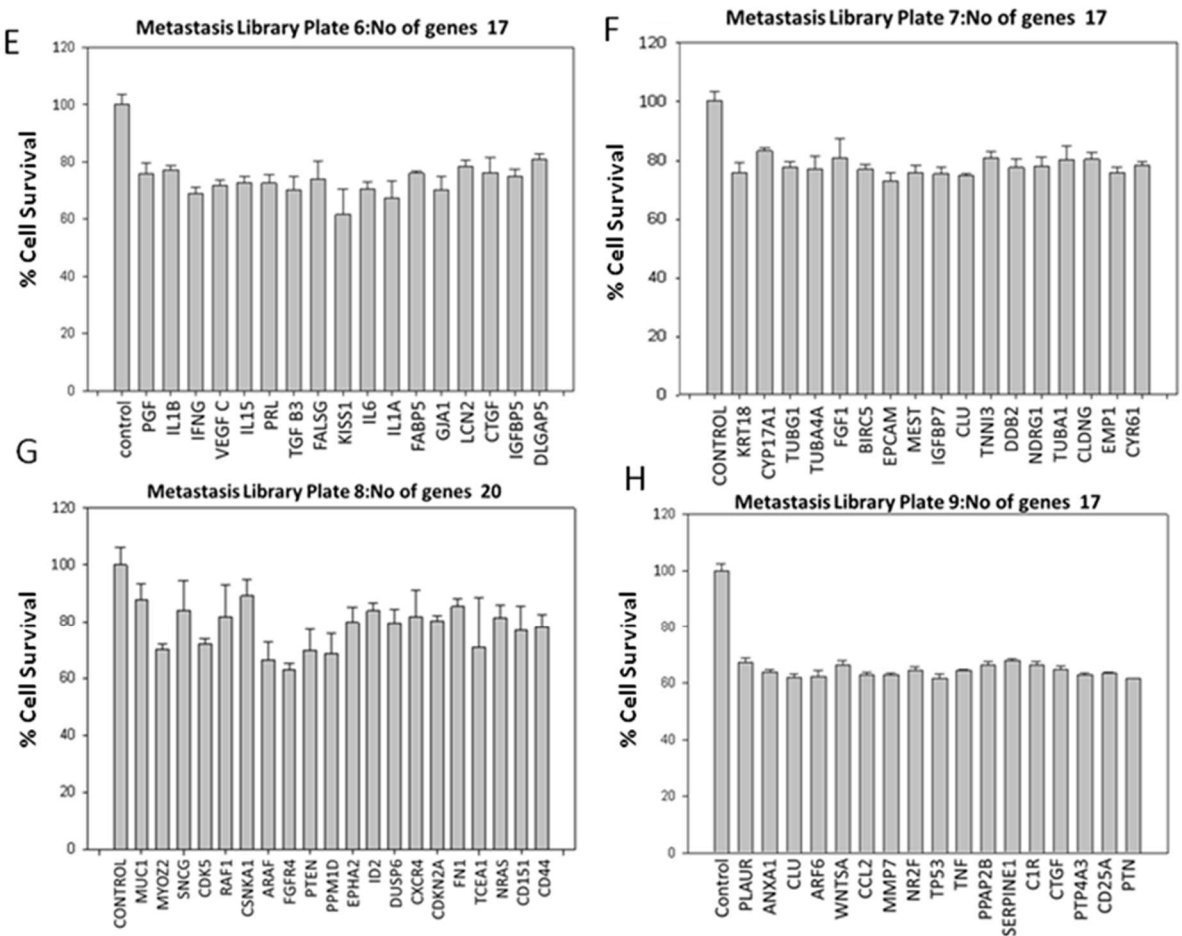 E
Metastasis Library Plate 6:No of genes 17
120
100
80
60
40
20
0
% Cell Survival
control
PGF
IL1B
IFNG
VEGF C
IL15
PRL
TGF B3
FALSG
KISS1
IL6
IL1A
FABP5
GJA1
LCN2
CTGF
IGFBP5
DLGAP5
F
Metastasis Library Plate 7:No of genes 17
120
100
80
60
40
20
0
% Cell Survival
CONTROL
KRT18
CYP17A1
TUBG1
TUBA4A
FGF1
BIRC5
EPCAM
MEST
IGFBP7
CLU
TNNI3
DDB2
NDRG1
TUBA1
CLDNG
EMP1
CYR61
G
Metastasis Library Plate 8:No of genes 20
120
100
80
60
40
20
0
% Cell Survival
CONTROL
MUC1
MYOZ2
SNCG
CDK5
RAF1
CSNKA1
ARAF
FGFR4
PTEN
PPM1D
EPHA2
ID2
DUSP6
CXCR4
CDKN2A
FN1
TCEA1
NRAS
CD151
CD44
H
Metastasis Library Plate 9:No of genes 17
120
100
80
60
40
20
0
% Cell Survival
Control
PLAUR
ANXA1
CLU
ARF6
WNTSA
CCL2
MMP7
NR2F
TP53
TNF
PPAP2B
SERPINE1
C1R
CTGF
PTP4A3
CD25A
PTN